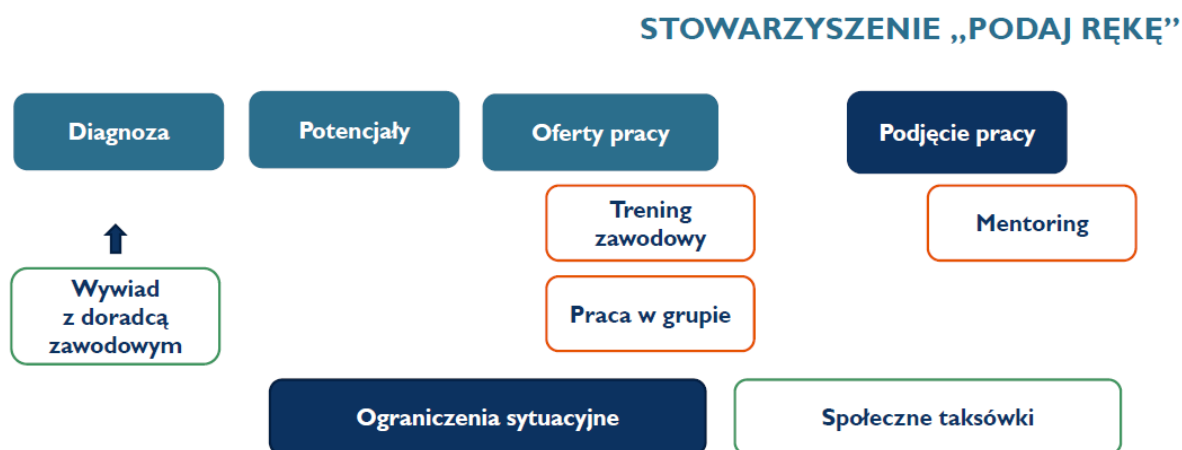 STOWARZYSZENIE „PODAJ RĘKĘ”
Diagnoza
Potencjały
Oferty pracy
Podjęcie pracy
Trening
zawodowy
Mentoring
Wywiad
z doradcą
zawodowym
Praca w grupie
Ograniczenia sytuacyjne
Społeczne taksówki